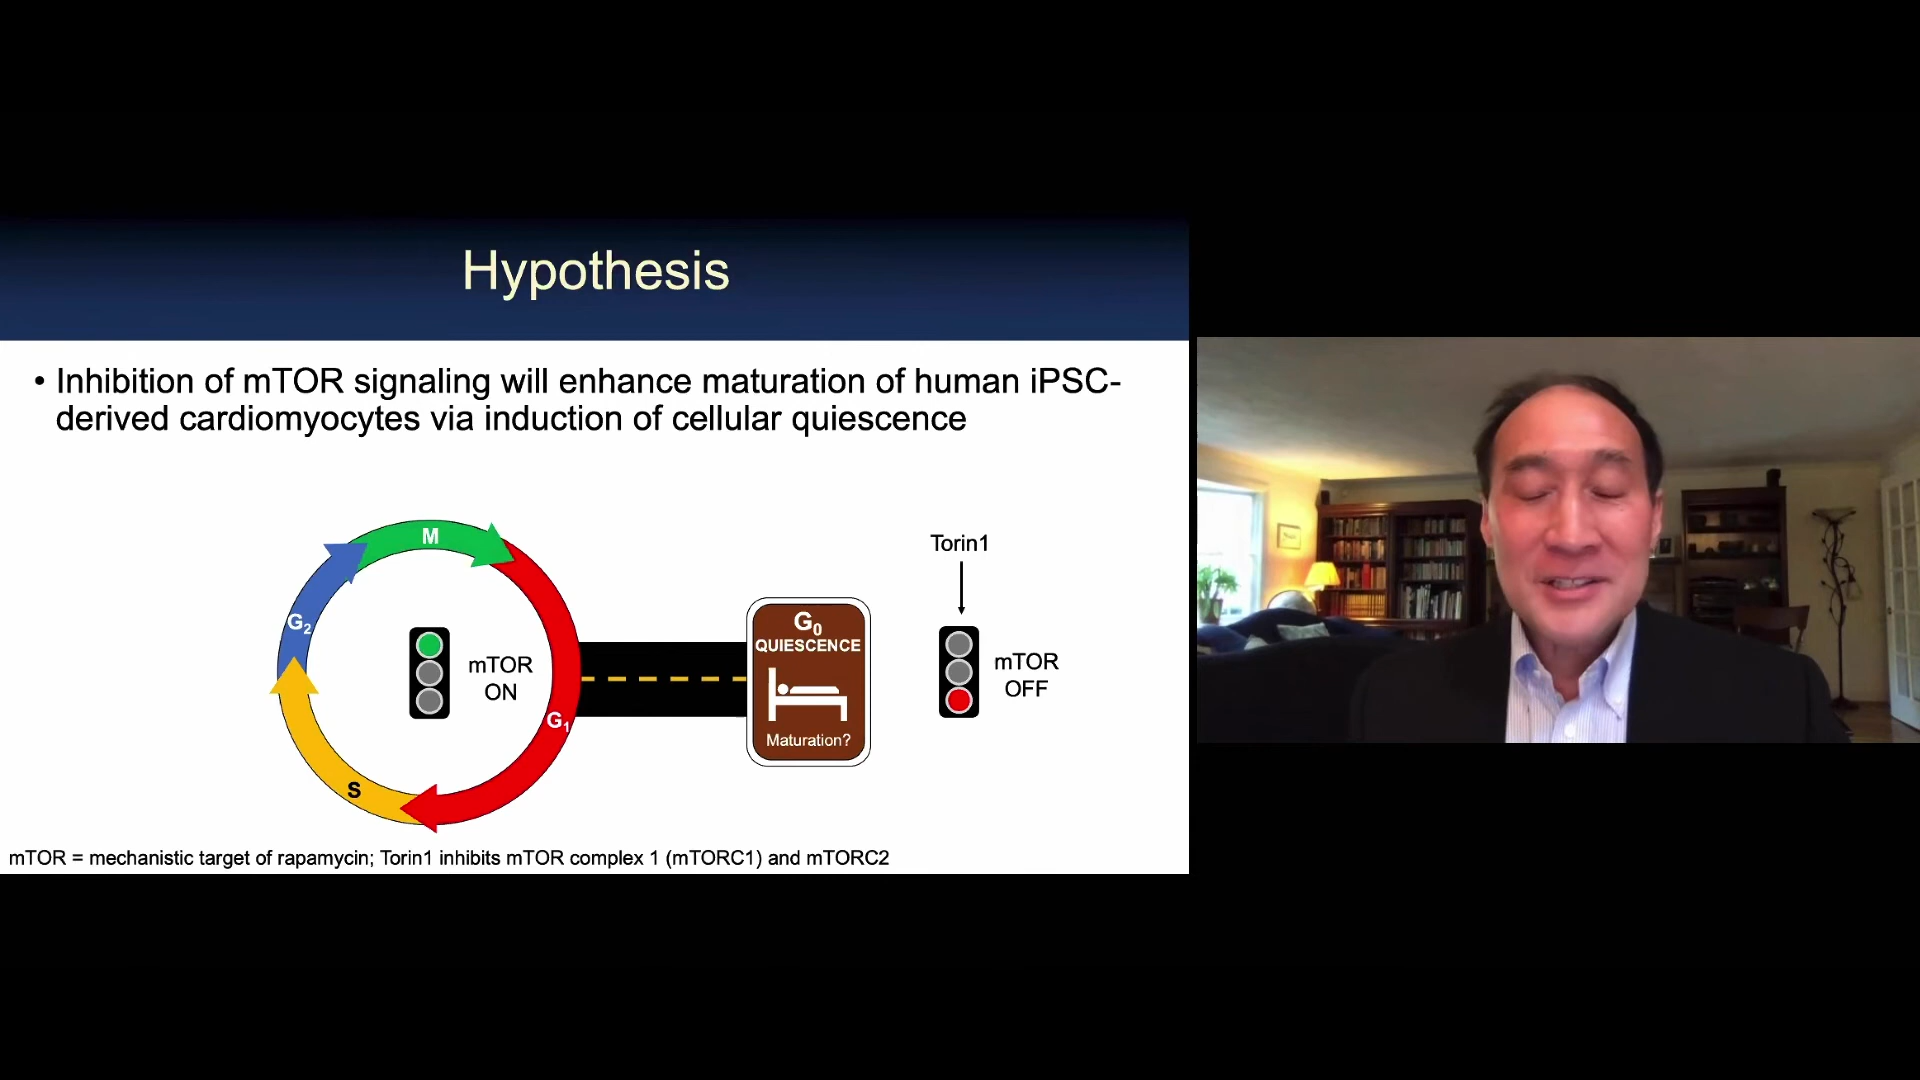 Hypothesis
• Inhibition of mTOR signaling will enhance maturation of human iPSC-
derived cardiomyocytes via induction of cellular quiescence
M
G2
G1
S
mTOR
ON
G0
QUIESCENCE
Maturation?
Torin1
mTOR
OFF
mTOR = mechanistic target of rapamycin; Torin1 inhibits mTOR complex 1 (mTORC1) and mTORC2